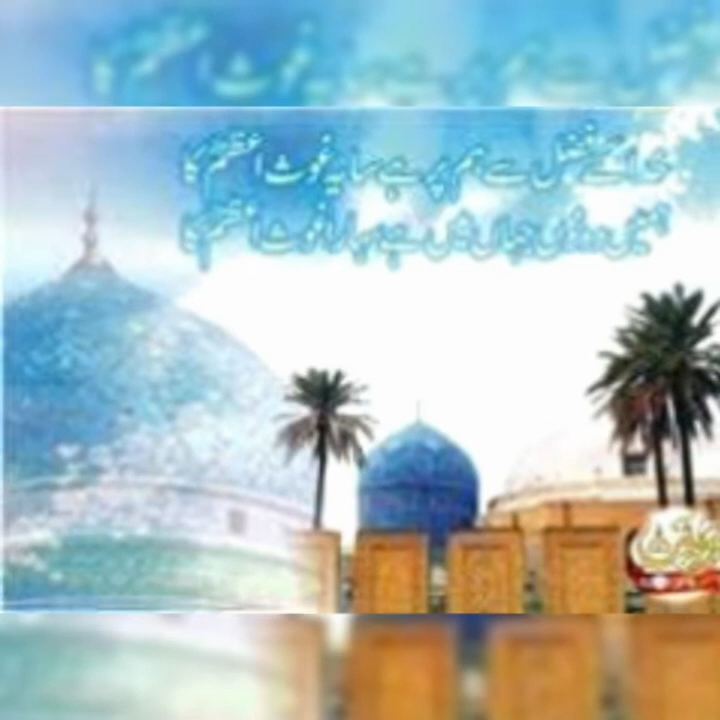 خدا کے فضل سے ہم پر ہے سایہ غوث اعظم کا
ہمیں دونوں جہاں میں ہے سہارا غوث اعظم کا